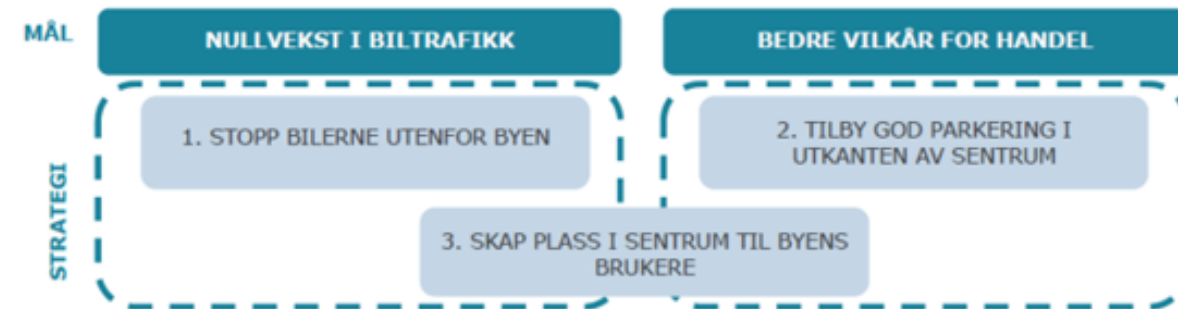 MÅL
NULLVEKST I BILTRAFIKK
BEDRE VILKÅR FOR HANDEL
STRATEGI
1. STOPP BILERNE UTENFOR BYEN
2. TILBY GOD PARKERING I
UTKANTEN AV SENTRUM
3. SKAP PLASS I SENTRUM TIL BYENS
BRUKERE